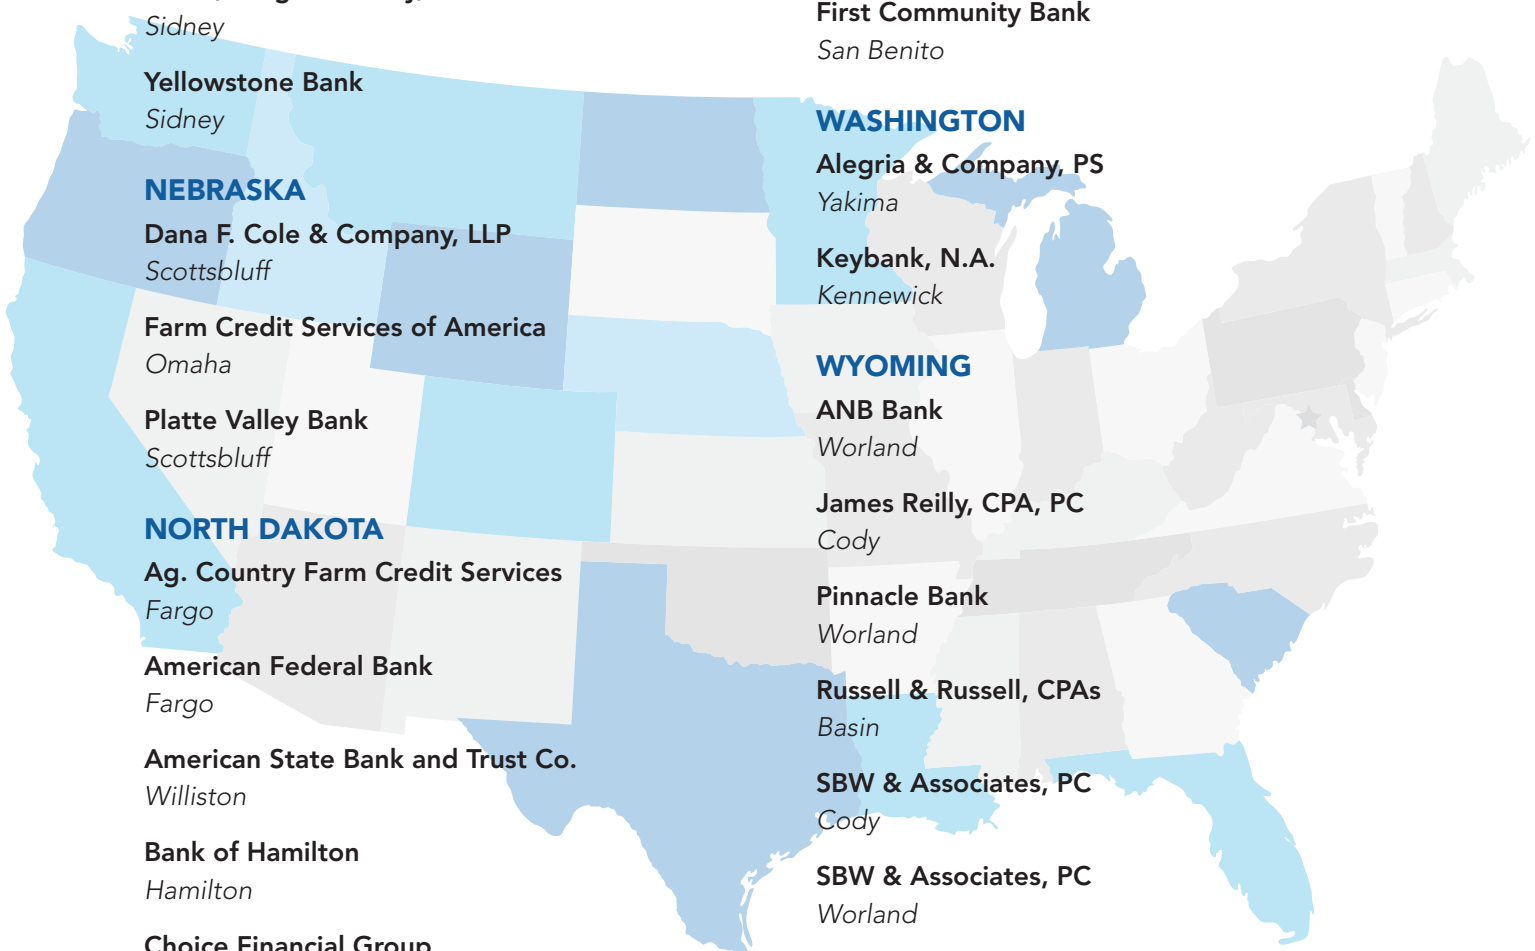 Sidney
Yellowstone Bank
Sidney
NEBRASKA
Dana F. Cole & Company, LLP
Scottsbluff
Farm Credit Services of America
Omaha
Platte Valley Bank
Scottsbluff
NORTH DAKOTA
Ag. Country Farm Credit Services
Fargo
American Federal Bank
Fargo
American State Bank and Trust Co.
Williston
Bank of Hamilton
Hamilton
Choice Financial Group
First Community Bank
San Benito
WASHINGTON
Alegria & Company, PS
Yakima
Keybank, N.A.
Kennewick
WYOMING
ANB Bank
Worland
James Reilly, CPA, PC
Cody
Pinnacle Bank
Worland
Russell & Russell, CPAs
Basin
SBW & Associates, PC
Cody
SBW & Associates, PC
Worland